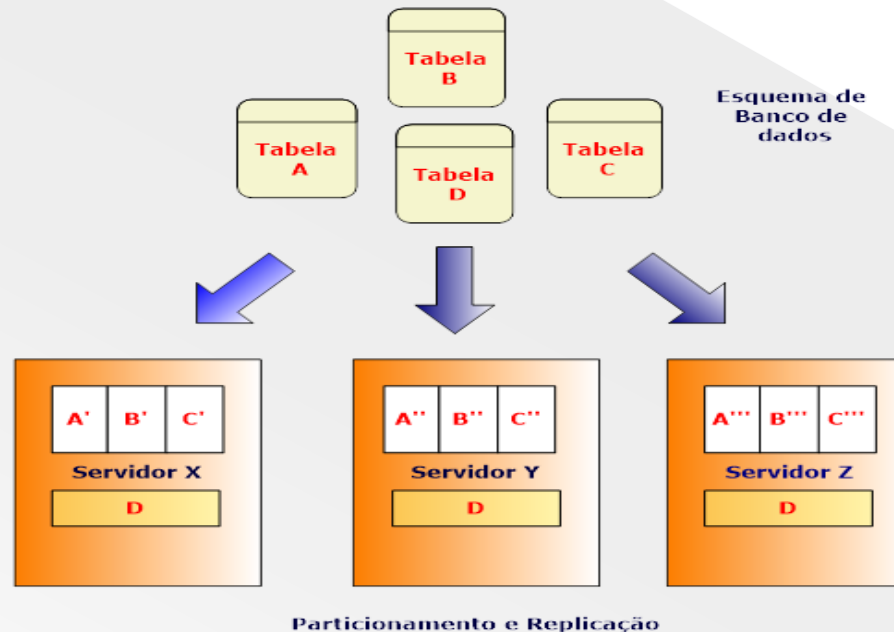 Tabela
B
Esquema de
Banco de
dados
Tabela
A
Tabela
D
Tabela
C
A' B' C'
Servidor X
D
A'' B'' C''
Servidor Y
D
A''' B''' C'''
Servidor Z
D
Particionamento e Replicação